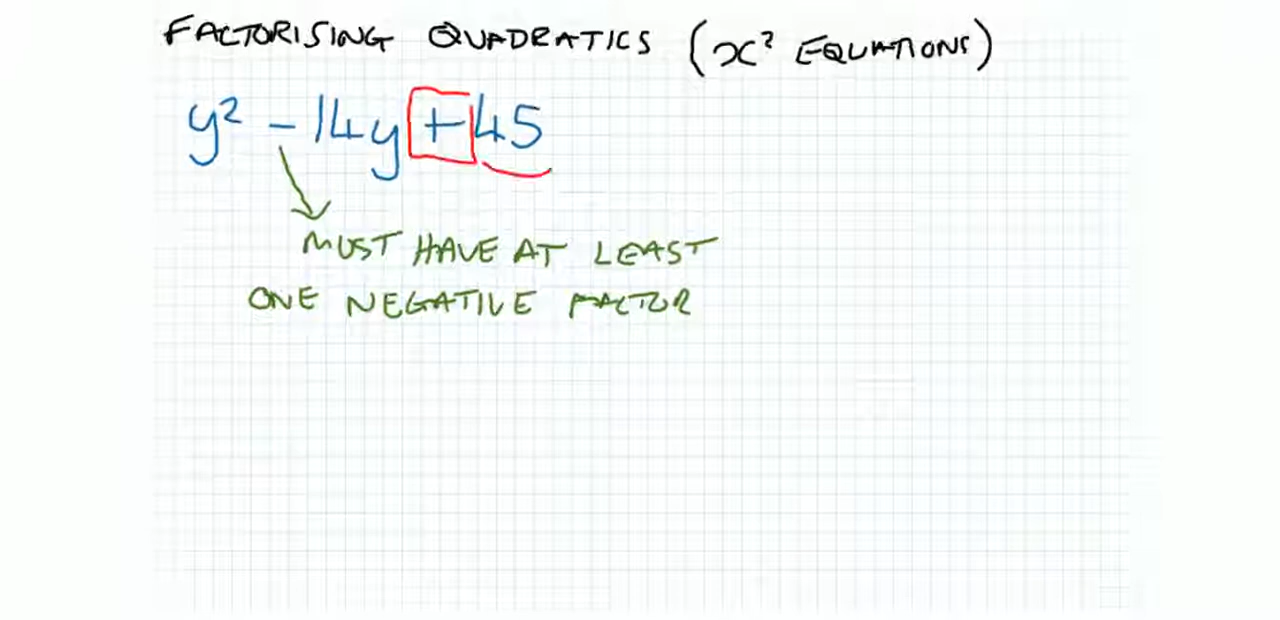 FACTORISING QUADRATICS (x² EQUATIONS)
y² - 14y + 45
MUST HAVE AT LEAST
ONE NEGATIVE FACTOR